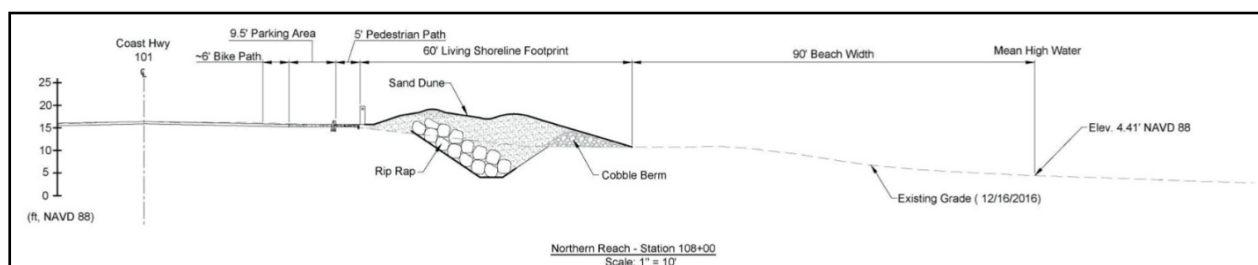 9.5' Parking Area
5' Pedestrian Path
Coast Hwy
101
℄
~6' Bike Path
60' Living Shoreline Footprint
90' Beach Width
Mean High Water
Sand Dune
25
20
15
10
5
0
(ft, NAVD 88)
Elev. 4.41' NAVD 88
Rip Rap
Cobble Berm
Existing Grade ( 12/16/2016)
Northern Reach - Station 108+00
Scale: 1" = 10'